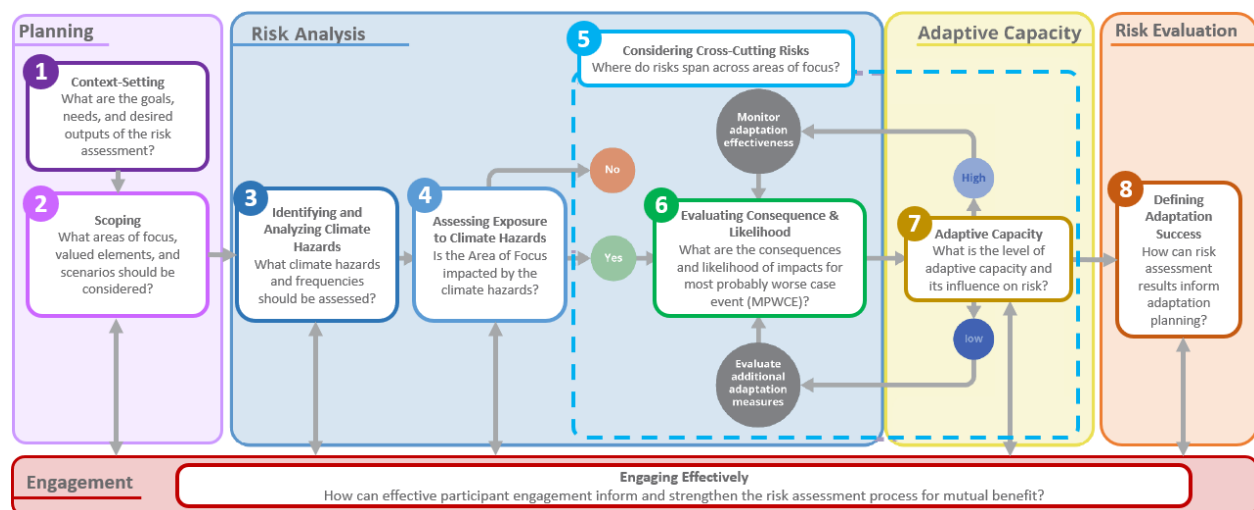 Planning
1
Context-Setting
What are the goals,
needs, and desired
outputs of the risk
assessment?
2
Scoping
What areas of focus,
valued elements, and
scenarios should be
considered?
Risk Analysis
3
Identifying and
Analyzing Climate
Hazards
What climate hazards
and frequencies
should be assessed?
4
Assessing Exposure
to Climate Hazards
Is the Area of Focus
impacted by the
climate hazards?
No
Yes
5
Considering Cross-Cutting Risks
Where do risks span across areas of focus?
Monitor
adaptation
effectiveness
6
Evaluating Consequence &
Likelihood
What are the consequences
and likelihood of impacts for
most probably worse case
event (MPWCE)?
Evaluate
additional
adaptation
measures
Adaptive Capacity
High
7
Adaptive Capacity
What is the level of
adaptive capacity and
its influence on risk?
low
Risk Evaluation
8
Defining
Adaptation
Success
How can risk
assessment
results inform
adaptation
planning?
Engagement
Engaging Effectively
How can effective participant engagement inform and strengthen the risk assessment process for mutual benefit?